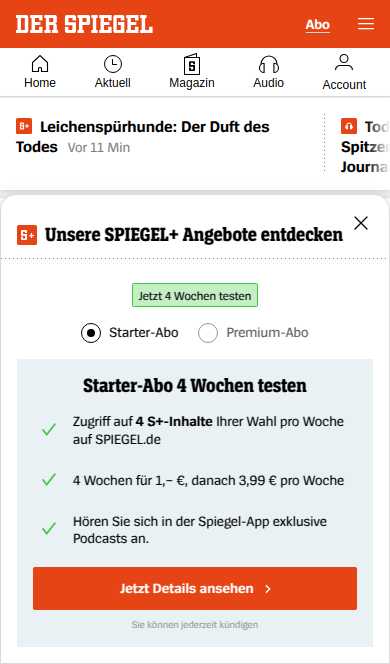 DER SPIEGEL
Abo
Home
Aktuell
Magazin
Audio
Account
S+ Leichenspürhunde: Der Duft des
Todes Vor 11 Min
Tod
Spitze
Journa
S+ Unsere SPIEGEL+ Angebote entdecken
Jetzt 4 Wochen testen
Starter-Abo
Premium-Abo
Starter-Abo 4 Wochen testen
Zugriff auf 4 S+-Inhalte Ihrer Wahl pro Woche
auf SPIEGEL.de
4 Wochen für 1,– €, danach 3,99 € pro Woche
Hören Sie sich in der Spiegel-App exklusive
Podcasts an.
Jetzt Details ansehen
Sie können jederzeit kündigen